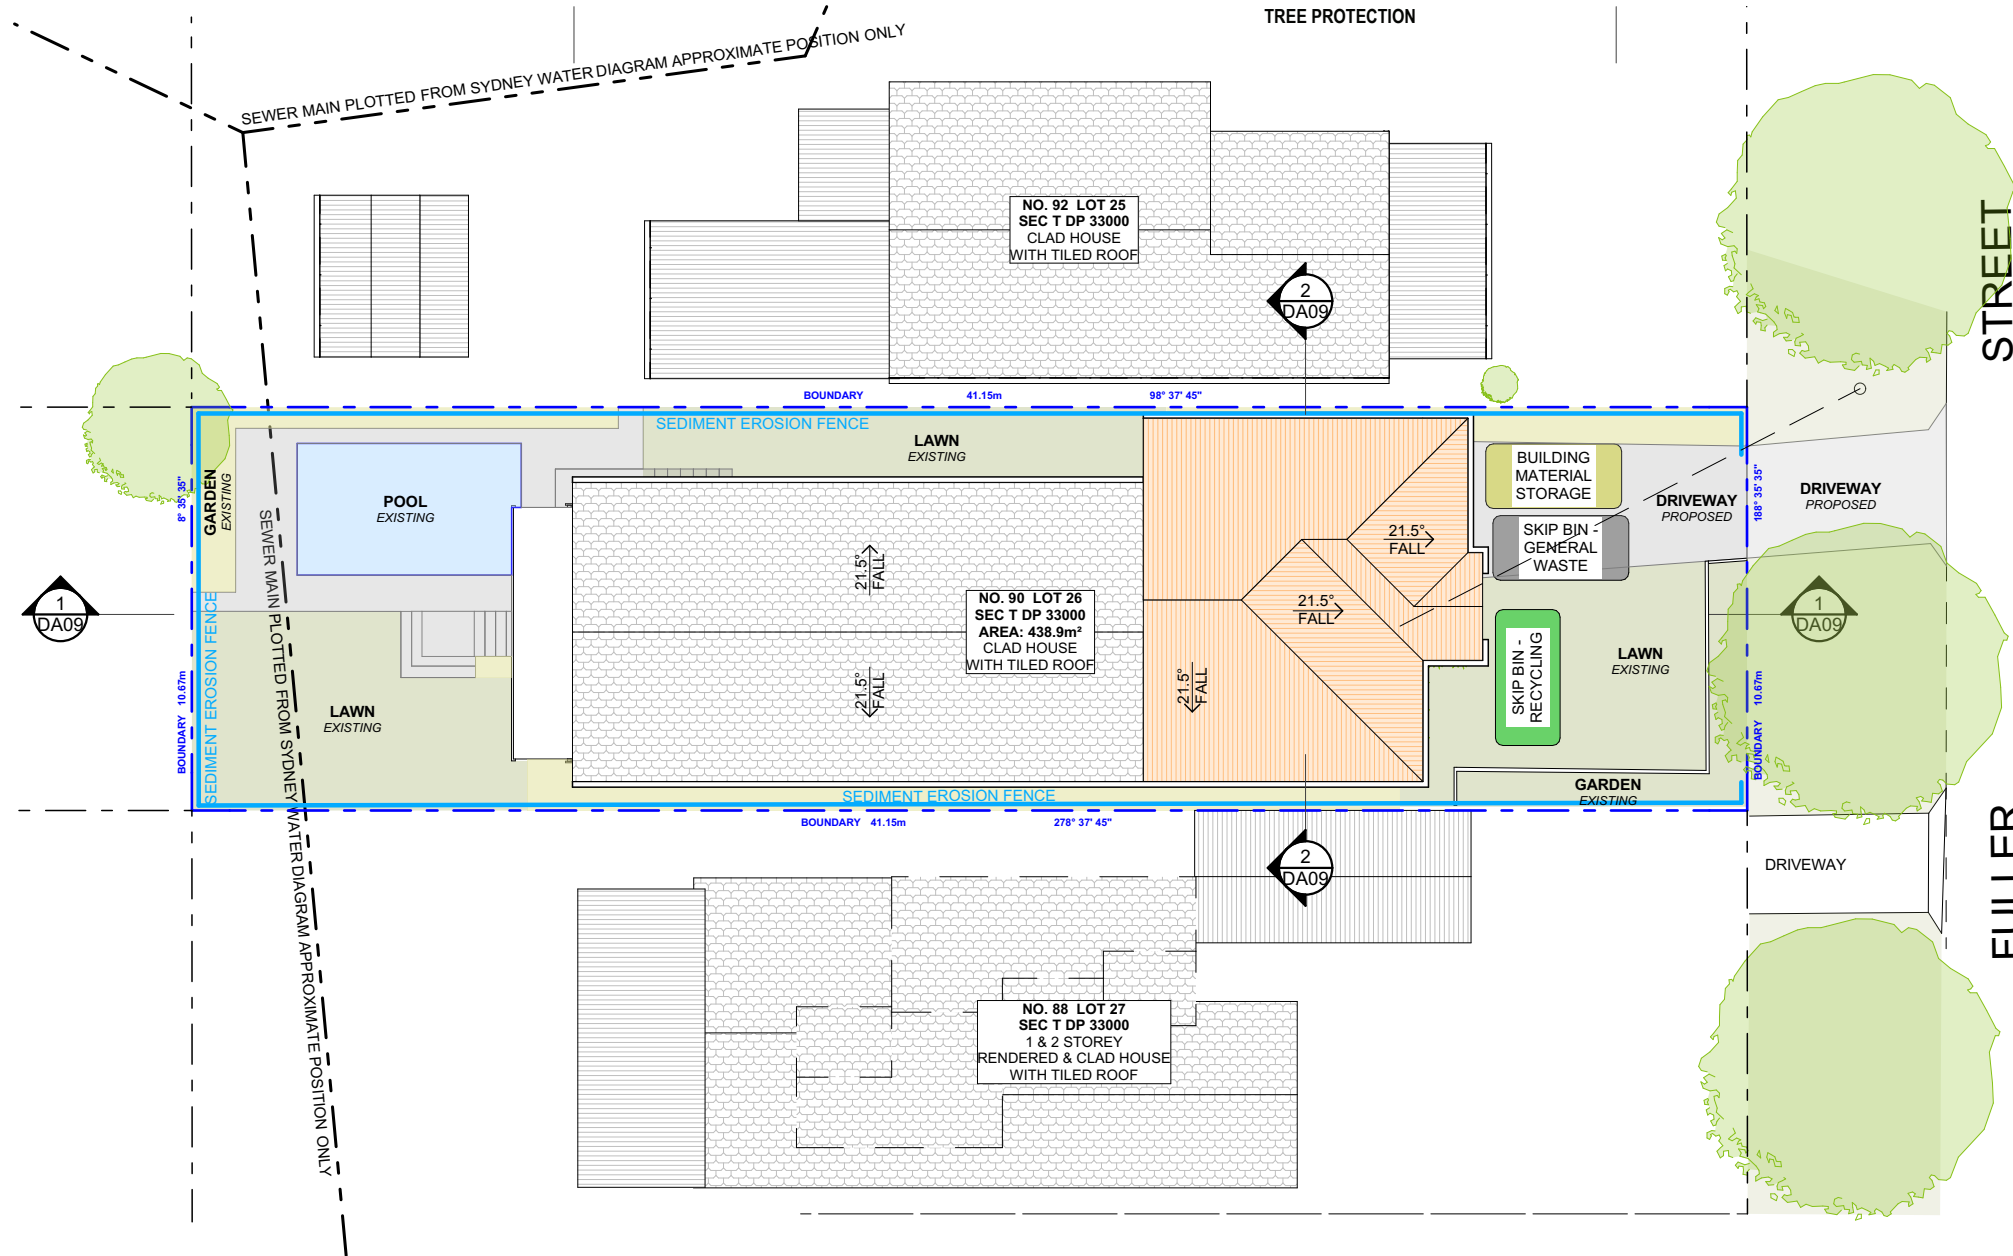 TREE PROTECTION
SEWER MAIN PLOTTED FROM SYDNEY WATER DIAGRAM APPROXIMATE POSITION ONLY
STREET
NO. 92 LOT 25
SEC T DP 33000
CLAD HOUSE
WITH TILED ROOF
2
DA09
BOUNDARY 41.15m 98° 37' 45"
SEDIMENT EROSION FENCE
LAWN
EXISTING
GARDEN
EXISTING
8° 35' 35"
POOL
EXISTING
BUILDING
MATERIAL
STORAGE
DRIVEWAY
PROPOSED
188° 35' 35"
DRIVEWAY
PROPOSED
SKIP BIN -
GENERAL
WASTE
21.5°
FALL
21.5°
FALL
21.5°
FALL
21.5°
FALL
21.5°
FALL
NO. 90 LOT 26
SEC T DP 33000
AREA: 438.9m²
CLAD HOUSE
WITH TILED ROOF
1
DA09
1
DA09
SKIP BIN -
RECYCLING
LAWN
EXISTING
BOUNDARY 10.67m
SEDIMENT EROSION FENCE
SEWER MAIN PLOTTED FROM SYDNEY WATER DIAGRAM APPROXIMATE POSITION ONLY
LAWN
EXISTING
BOUNDARY 10.67m
GARDEN
EXISTING
SEDIMENT EROSION FENCE
BOUNDARY 41.15m 278° 37' 45"
2
DA09
DRIVEWAY
FULLER
NO. 88 LOT 27
SEC T DP 33000
1 & 2 STOREY
RENDERED & CLAD HOUSE
WITH TILED ROOF